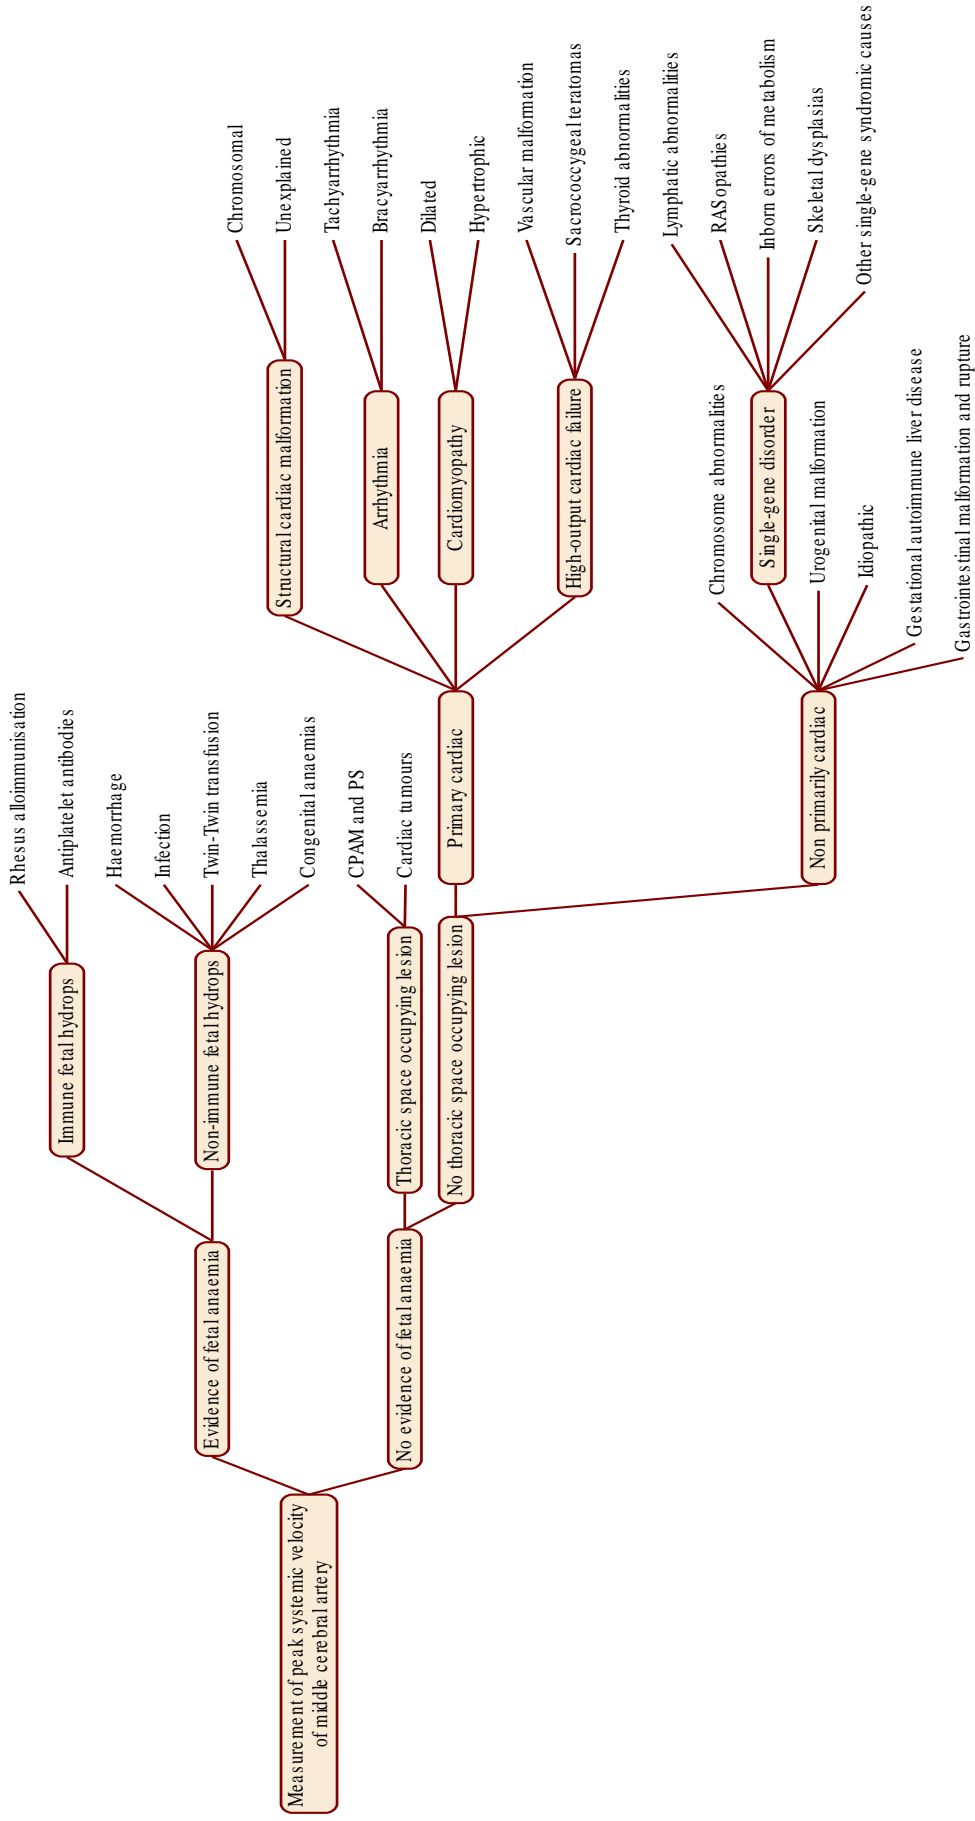 Measurement of peak systemic velocity
of middle cerebral artery
Evidence of fetal anaemia
Immune fetal hydrops
Rhesus alloimmunisation
Antiplatelet antibodies
Non-immune fetal hydrops
Haemorrhage
Infection
Twin-Twin transfusion
Thalassemia
Congenital anaemias
No evidence of fetal anaemia
Thoracic space occupying lesion
CPAM and PS
Cardiac tumours
No thoracic space occupying lesion
Primary cardiac
Structural cardiac malformation
Chromosomal
Unexplained
Arrhythmia
Tachyarrhythmia
Bracyarrhythmia
Cardiomyopathy
Dilated
Hypertrophic
High-output cardiac failure
Vascular malformation
Sacrococcygeal teratomas
Thyroid abnormalities
Non primarily cardiac
Chromosome abnormalities
Single-gene disorder
Lymphatic abnormalities
RASopathies
Inborn errors of metabolism
Skeletal dysplasias
Other single-gene syndromic causes
Urogenital malformation
Idiopathic
Gestational autoimmune liver disease
Gastrointestinal malformation and rupture